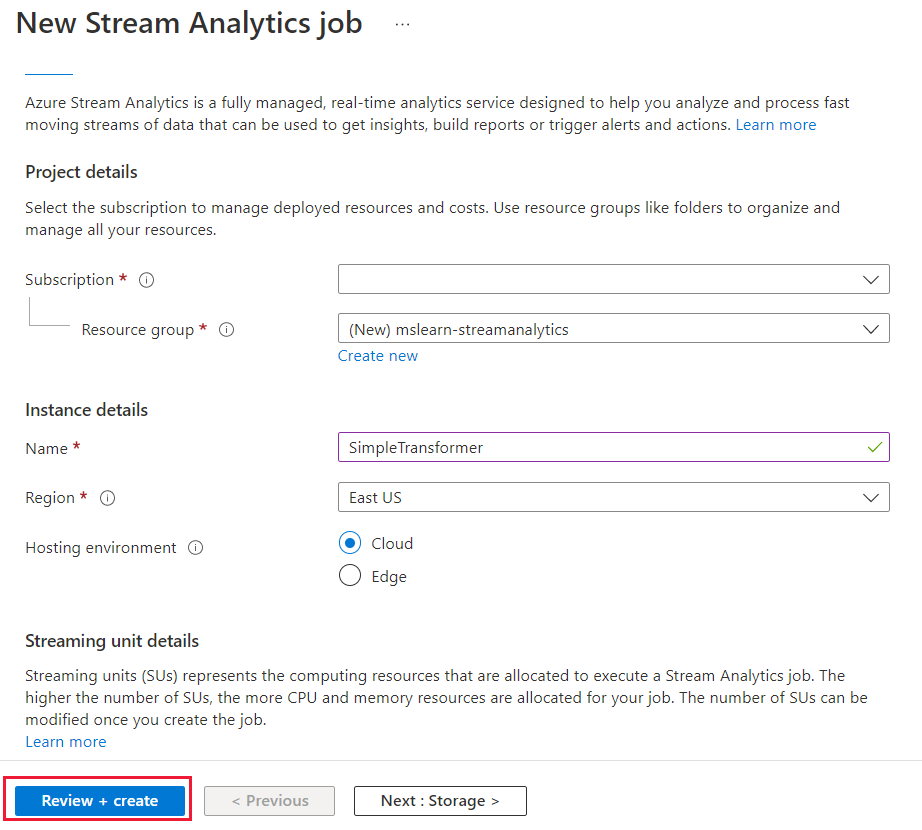 New Stream Analytics job ...
Azure Stream Analytics is a fully managed, real-time analytics service designed to help you analyze and process fast
moving streams of data that can be used to get insights, build reports or trigger alerts and actions. Learn more
Project details
Select the subscription to manage deployed resources and costs. Use resource groups like folders to organize and
manage all your resources.
Subscription *
Resource group *
(New) mslearn-streamanalytics
Create new
Instance details
Name *
SimpleTransformer
Region *
East US
Hosting environment
Cloud
Edge
Streaming unit details
Streaming units (SUs) represents the computing resources that are allocated to execute a Stream Analytics job. The
higher the number of SUs, the more CPU and memory resources are allocated for your job. The number of SUs can be
modified once you create the job.
Learn more
Review + create
< Previous
Next : Storage >